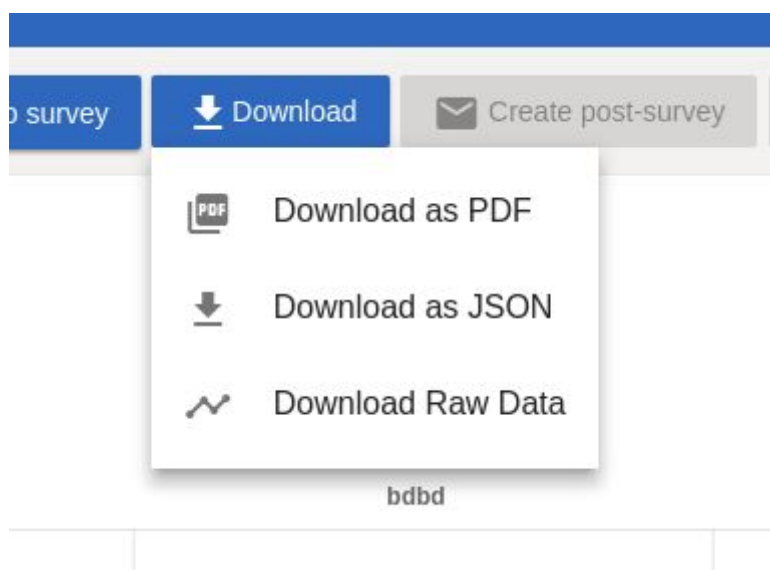 survey
Download
Create post-survey
PDF
Download as PDF
Download as JSON
Download Raw Data
bdbd